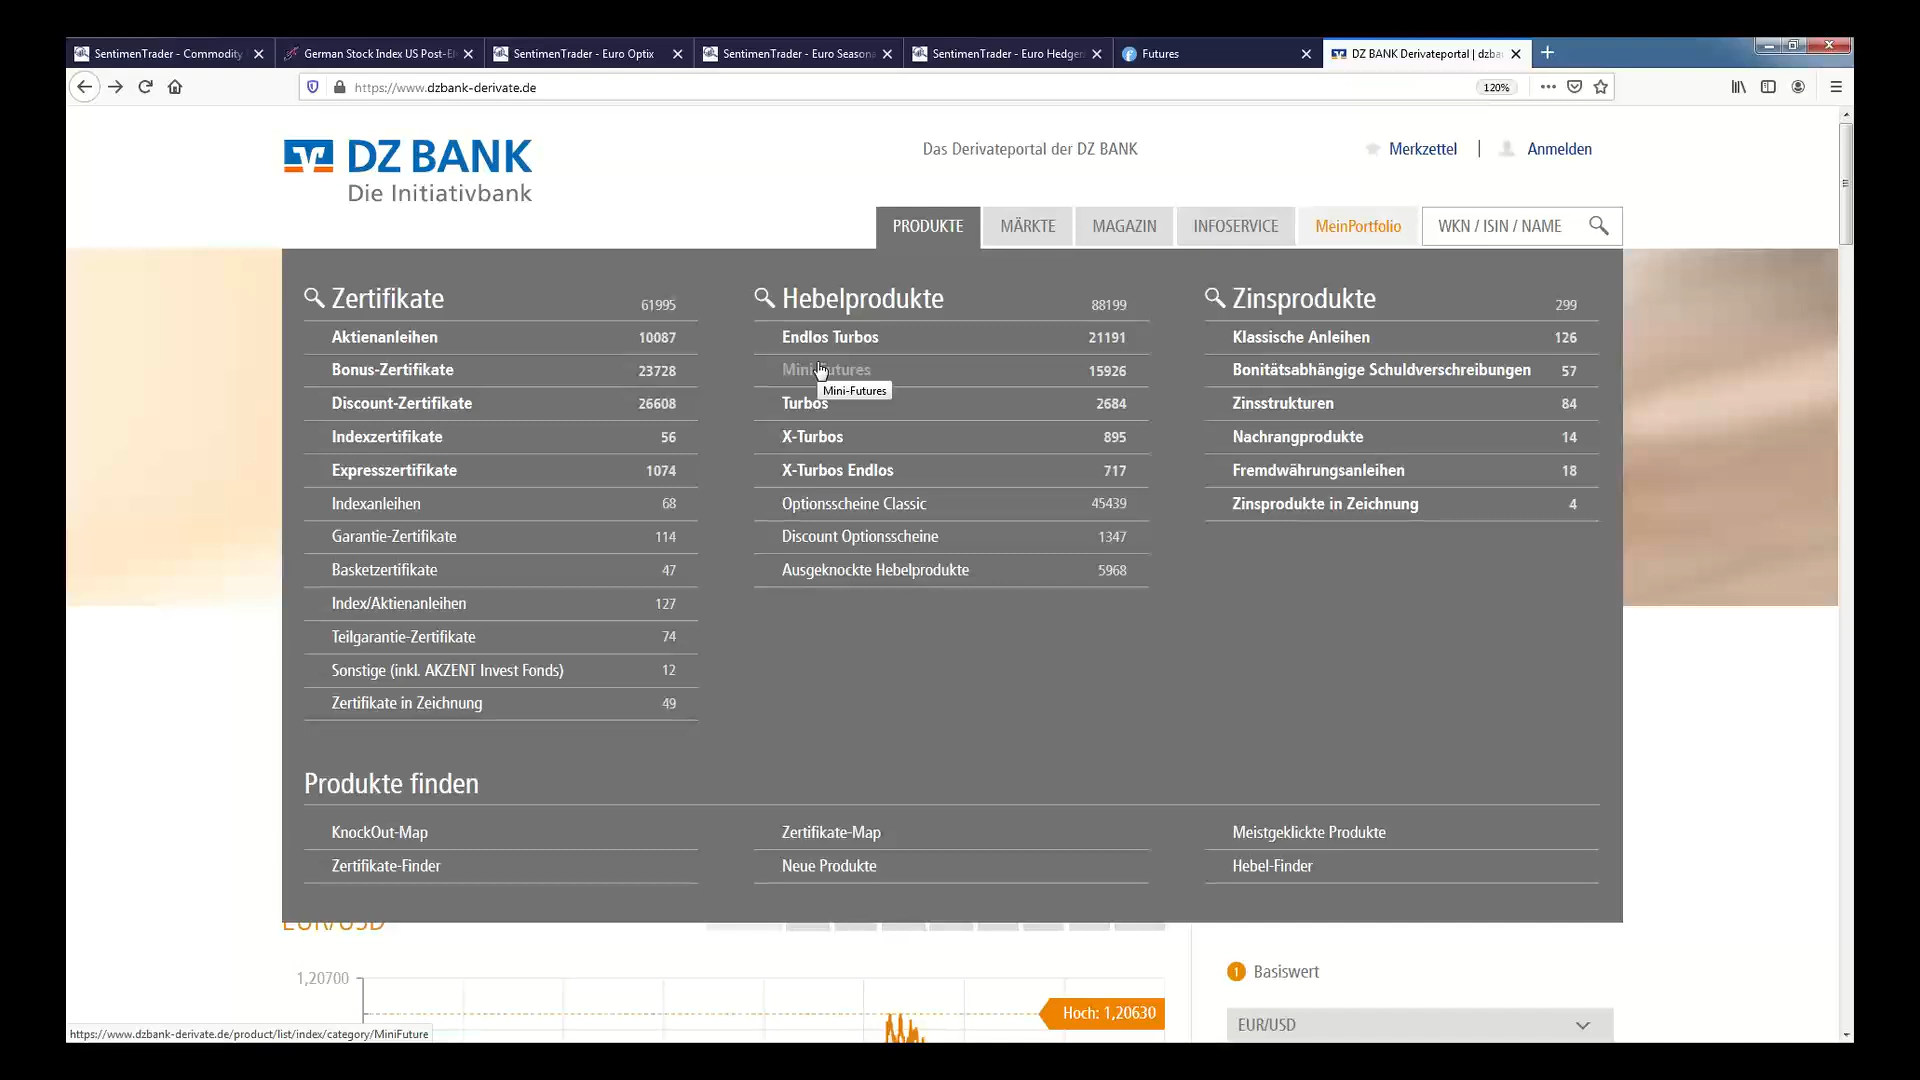 SentimenTrader - Commodity
German Stock Index US Post-El
SentimenTrader - Euro Optix
SentimenTrader - Euro Seasona
SentimenTrader - Euro Hedger
Futures
DZ BANK Derivateportal | dzba
https://www.dzbank-derivate.de
120%
DZ BANK
Die Initiativbank
Das Derivateportal der DZ BANK
Merkzettel
Anmelden
PRODUKTE
MÄRKTE
MAGAZIN
INFOSERVICE
MeinPortfolio
WKN / ISIN / NAME
Zertifikate 61995
Aktienanleihen 10087
Bonus-Zertifikate 23728
Discount-Zertifikate 26608
Indexzertifikate 56
Expresszertifikate 1074
Indexanleihen 68
Garantie-Zertifikate 114
Basketzertifikate 47
Index/Aktienanleihen 127
Teilgarantie-Zertifikate 74
Sonstige (inkl. AKZENT Invest Fonds) 12
Zertifikate in Zeichnung 49
Hebelprodukte 88199
Endlos Turbos 21191
Mini-Futures 15926
Mini-Futures
Turbos 2684
X-Turbos 895
X-Turbos Endlos 717
Optionsscheine Classic 45439
Discount Optionsscheine 1347
Ausgeknockte Hebelprodukte 5968
Zinsprodukte 299
Klassische Anleihen 126
Bonitätsabhängige Schuldverschreibungen 57
Zinsstrukturen 84
Nachrangprodukte 14
Fremdwährungsanleihen 18
Zinsprodukte in Zeichnung 4
Produkte finden
KnockOut-Map
Zertifikate-Finder
Zertifikate-Map
Neue Produkte
Meistgeklickte Produkte
Hebel-Finder
EUR/USD
1,20700
Hoch: 1,20630
1 Basiswert
EUR/USD
https://www.dzbank-derivate.de/product/list/index/category/MiniFuture